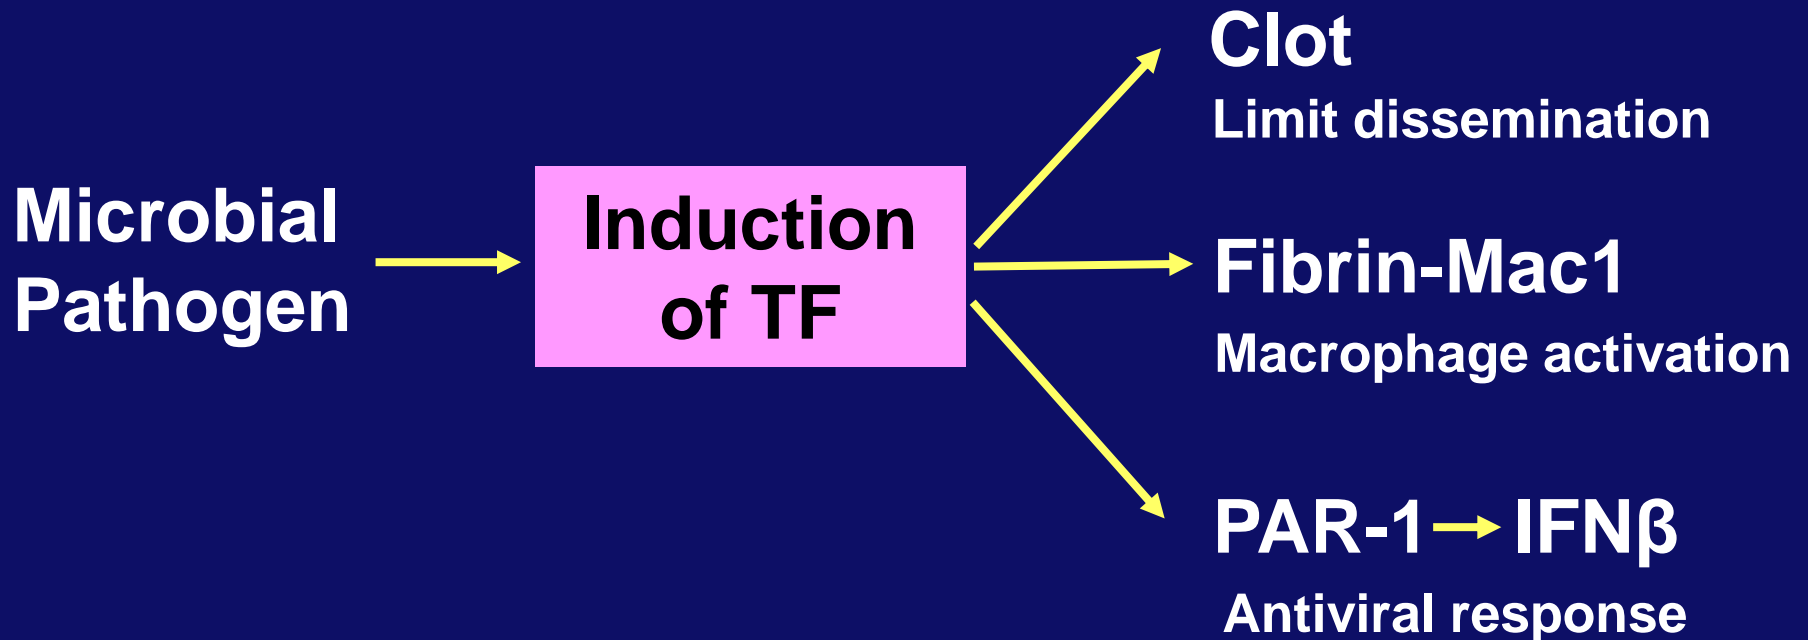 Microbial
Pathogen
Induction
of TF
Clot
Limit dissemination
Fibrin-Mac1
Macrophage activation
PAR-1 → IFNβ
Antiviral response